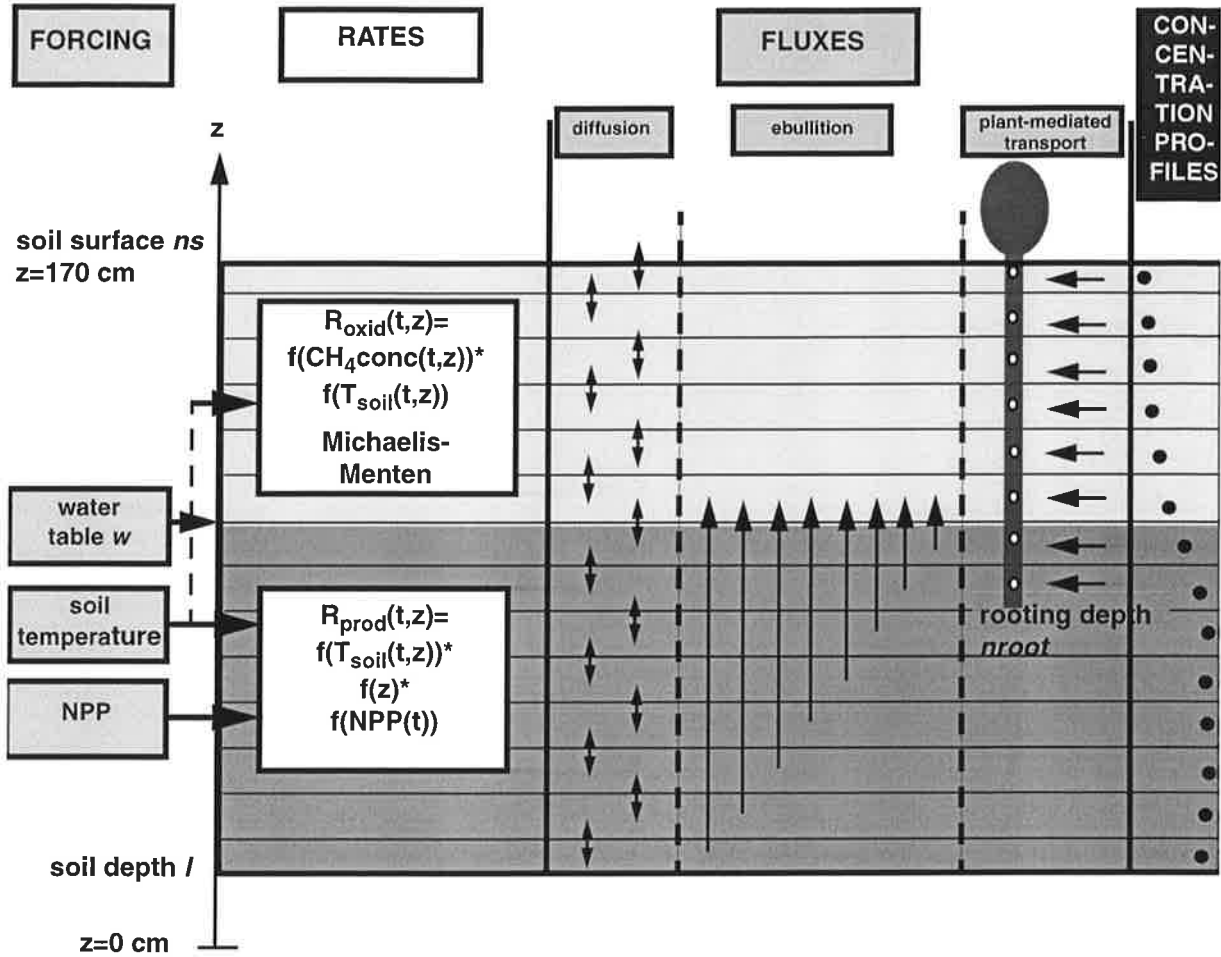 FORCING
RATES
FLUXES
CON-
CEN-
TRA-
TION
PRO-
FILES
diffusion
ebullition
plant-mediated
transport
z
soil surface ns
z=170 cm
Roxid(t,z)=
f(CH4conc(t,z))*
f(Tsoil(t,z))
Michaelis-
Menten
water
table w
soil
temperature
NPP
Rprod(t,z)=
f(Tsoil(t,z))*
f(z)*
f(NPP(t))
rooting depth
nroot
soil depth l
z=0 cm